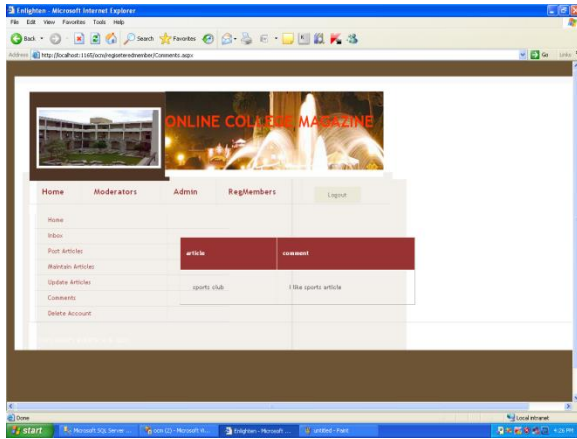 Enlighten - Microsoft Internet Explorer
File Edit View Favorites Tools Help
Back Search Favorites
Address http://localhost:1165/ocm/registeredmember/Comments.aspx Go Links
ONLINE COLLEGE MAGAZINE
Home Moderators Admin RegMembers Logout
Home
Inbox
Post Articles
Maintain Articles
Update Articles
Comments
Delete Account
article comment
sports club I like sports article
Done Local intranet
start Microsoft SQL Server ... ocm (2) - Microsoft V... Enlighten - Microsoft ... untitled - Paint 4:26 PM